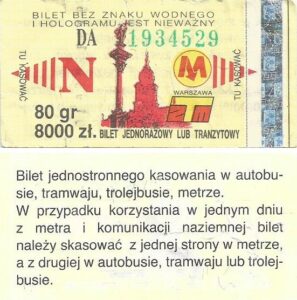 BILET BEZ ZNAKU WODNEGO
I HOLOGRAMU JEST NIEWAŻNY
DA 1934529
TU KASOWAĆ
N
M
WARSZAWA
ZTM
TU KASOWAĆ
80 gr
8000 zł. BILET JEDNORAZOWY LUB TRANZYTOWY
Bilet jednostronnego kasowania w autobu-
sie, tramwaju, trolejbusie, metrze.
W przypadku korzystania w jednym dniu
z metra i komunikacji naziemnej bilet
należy skasować z jednej strony w metrze,
a z drugiej w autobusie, tramwaju lub trolej-
busie.